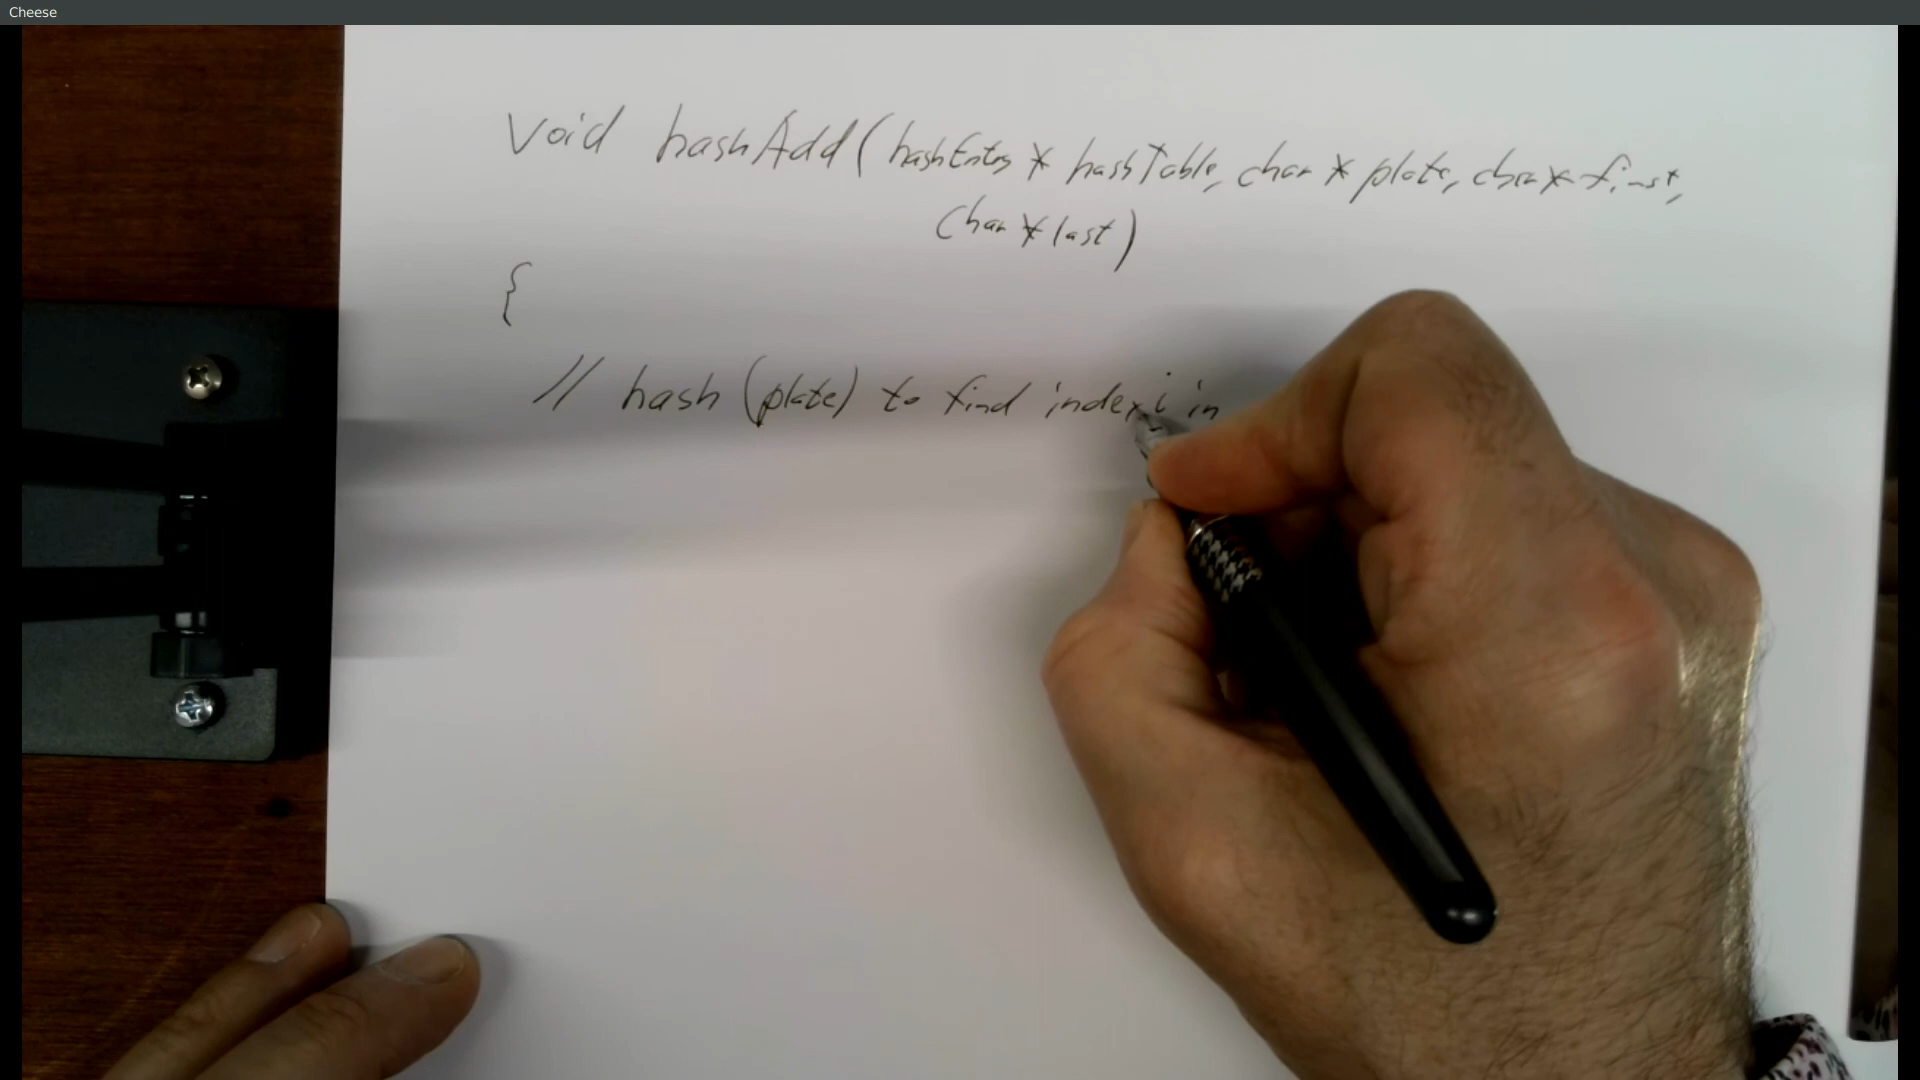 Cheese
Void hashAdd(hashEntry * hashTable, char * plate, char * first,
char * last)
{
// hash (plate) to find index i in